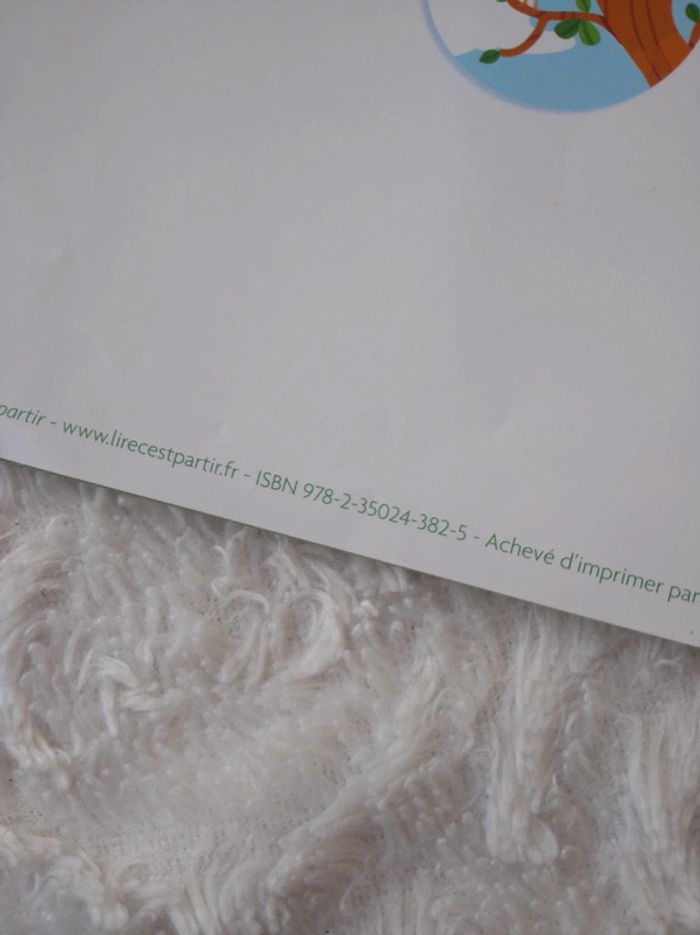 partir - www.lirecestpartir.fr - ISBN 978-2-35024-382-5 - Achevé d'imprimer par